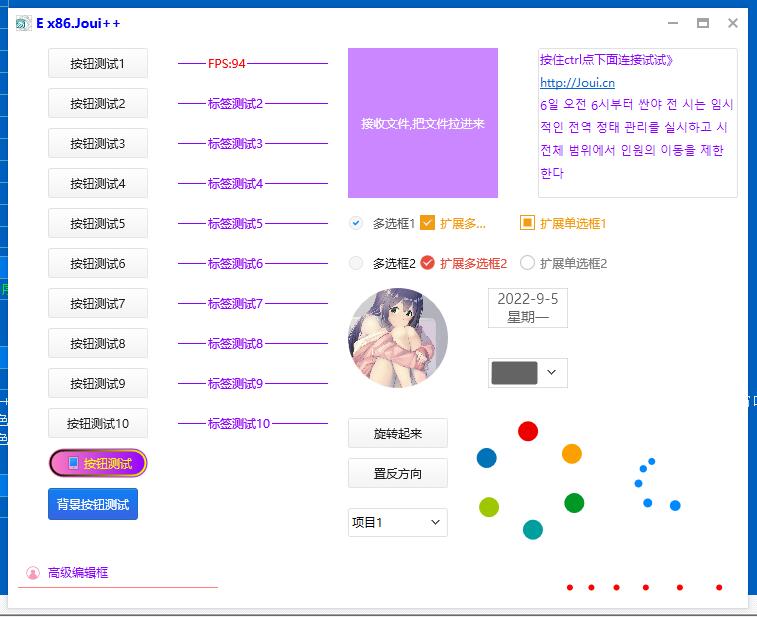 E x86.Joui++
按钮测试1
按钮测试2
按钮测试3
按钮测试4
按钮测试5
按钮测试6
按钮测试7
按钮测试8
按钮测试9
按钮测试10
按钮测试
背景按钮测试
高级编辑框
FPS:94
标签测试2
标签测试3
标签测试4
标签测试5
标签测试6
标签测试7
标签测试8
标签测试9
标签测试10
接收文件,把文件拉进来
按住ctrl点下面连接试试》
http://Joui.cn
6일 오전 6시부터 싼야 전 시는 임시
적인 전역 정태 관리를 실시하고 시
전체 범위에서 인원의 이동을 제한
한다
多选框1
扩展多...
扩展单选框1
多选框2
扩展多选框2
扩展单选框2
2022-9-5
星期一
旋转起来
置反方向
项目1